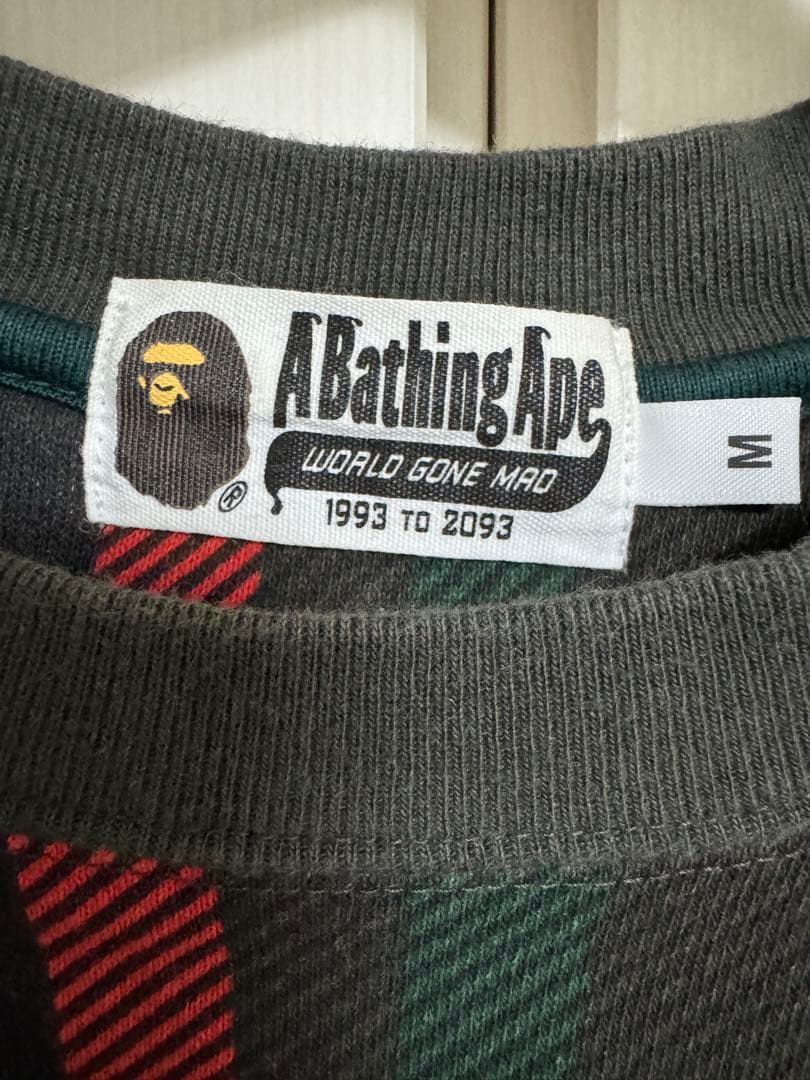 A Bathing Ape
WORLD GONE MAD
1993 TO 2093
®
M